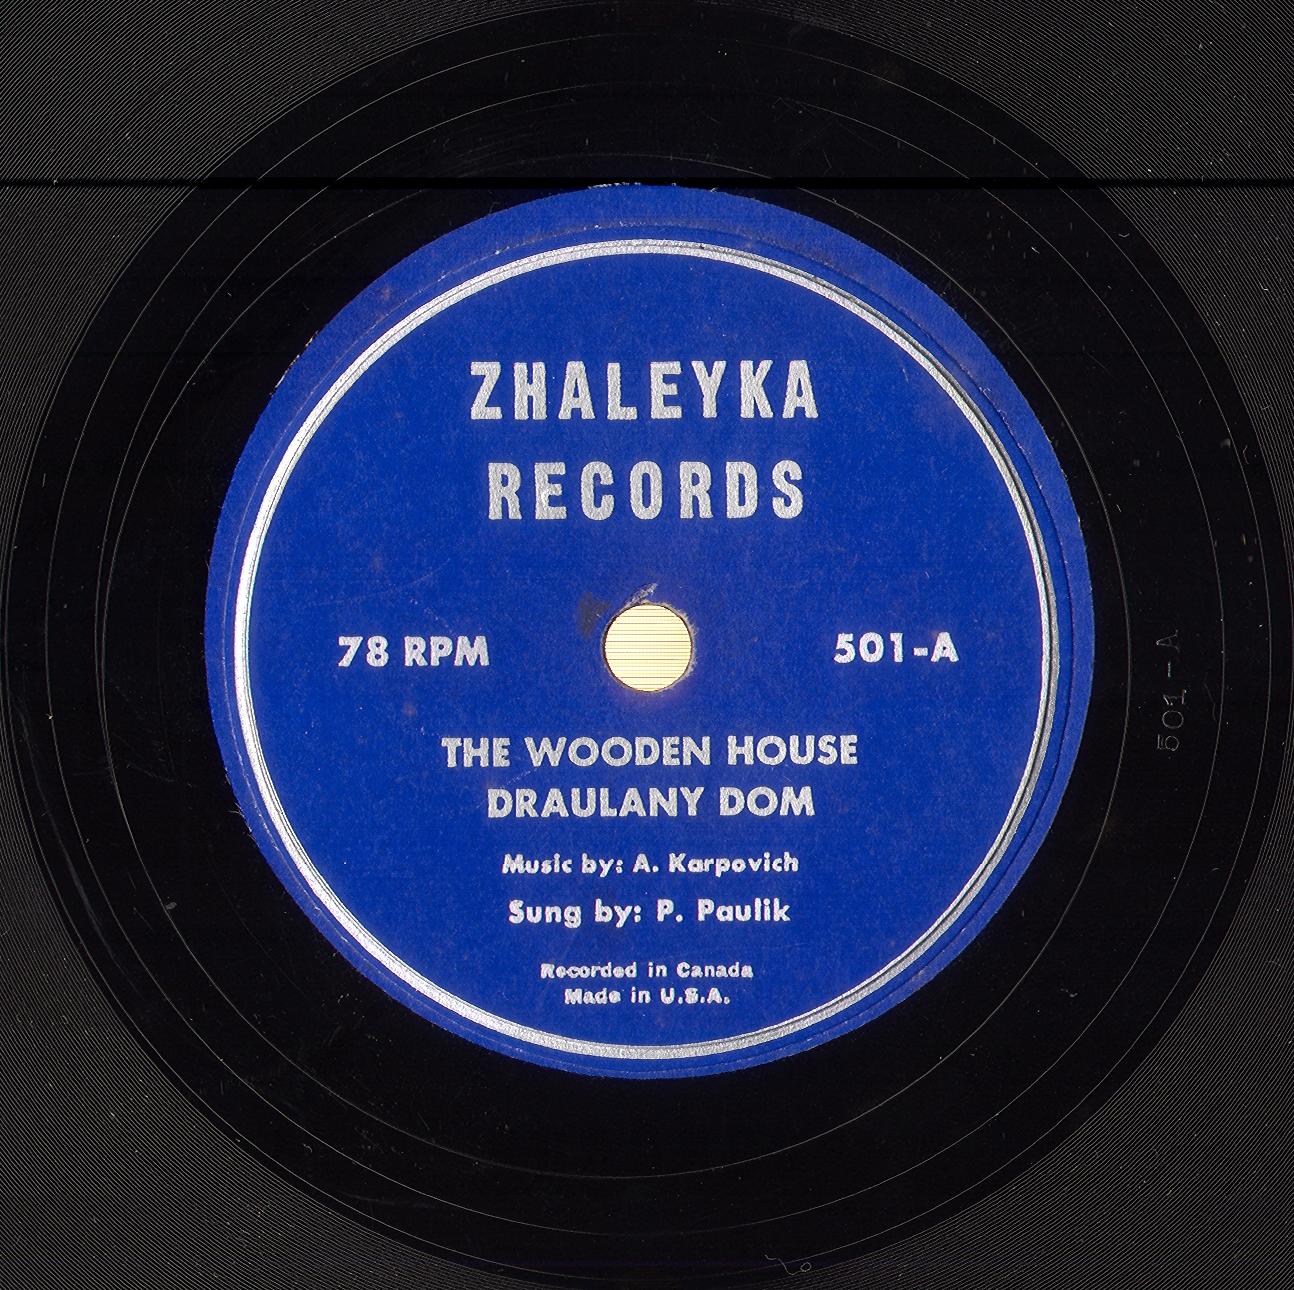 ZHALEYKA
RECORDS
78 RPM
501-A
THE WOODEN HOUSE
DRAULANY DOM
Music by: A. Karpovich
Sung by: P. Paulik
Recorded in Canada
Made in U.S.A.
501-A